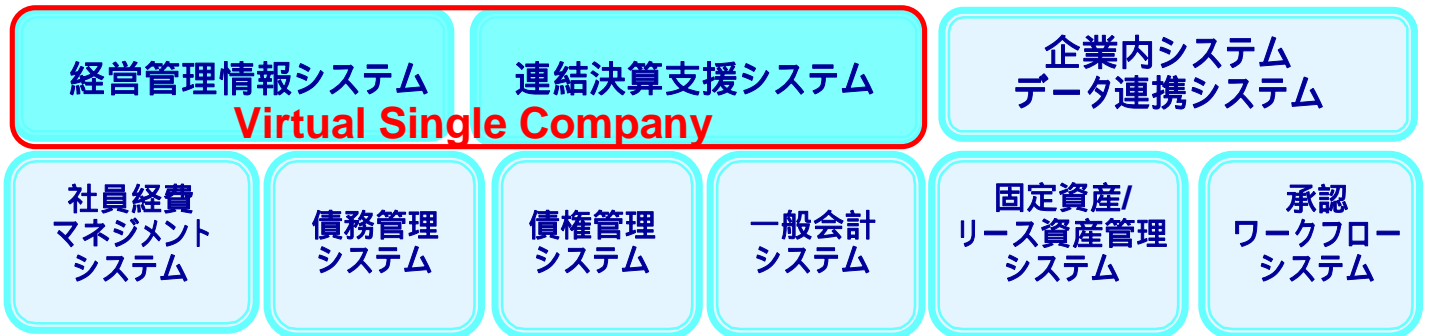 経営管理情報システム
連結決算支援システム
Virtual Single Company
企業内システム
データ連携システム
社員経費
マネジメント
システム
債務管理
システム
債権管理
システム
一般会計
システム
固定資産/
リース資産管理
システム
承認
ワークフロー
システム